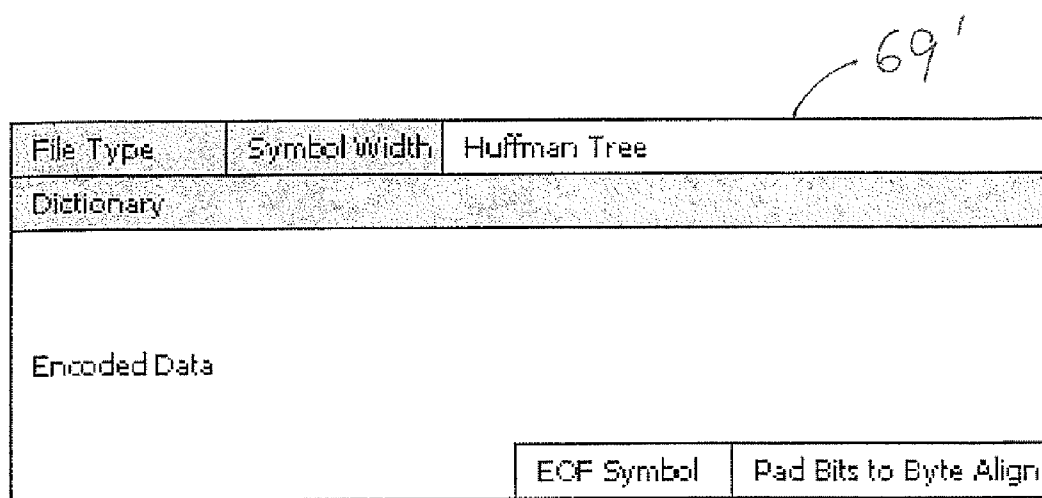 69'
File Type Symbol Width Huffman Tree
Dictionary
Encoded Data
EOF Symbol Pad Bits to Byte Align